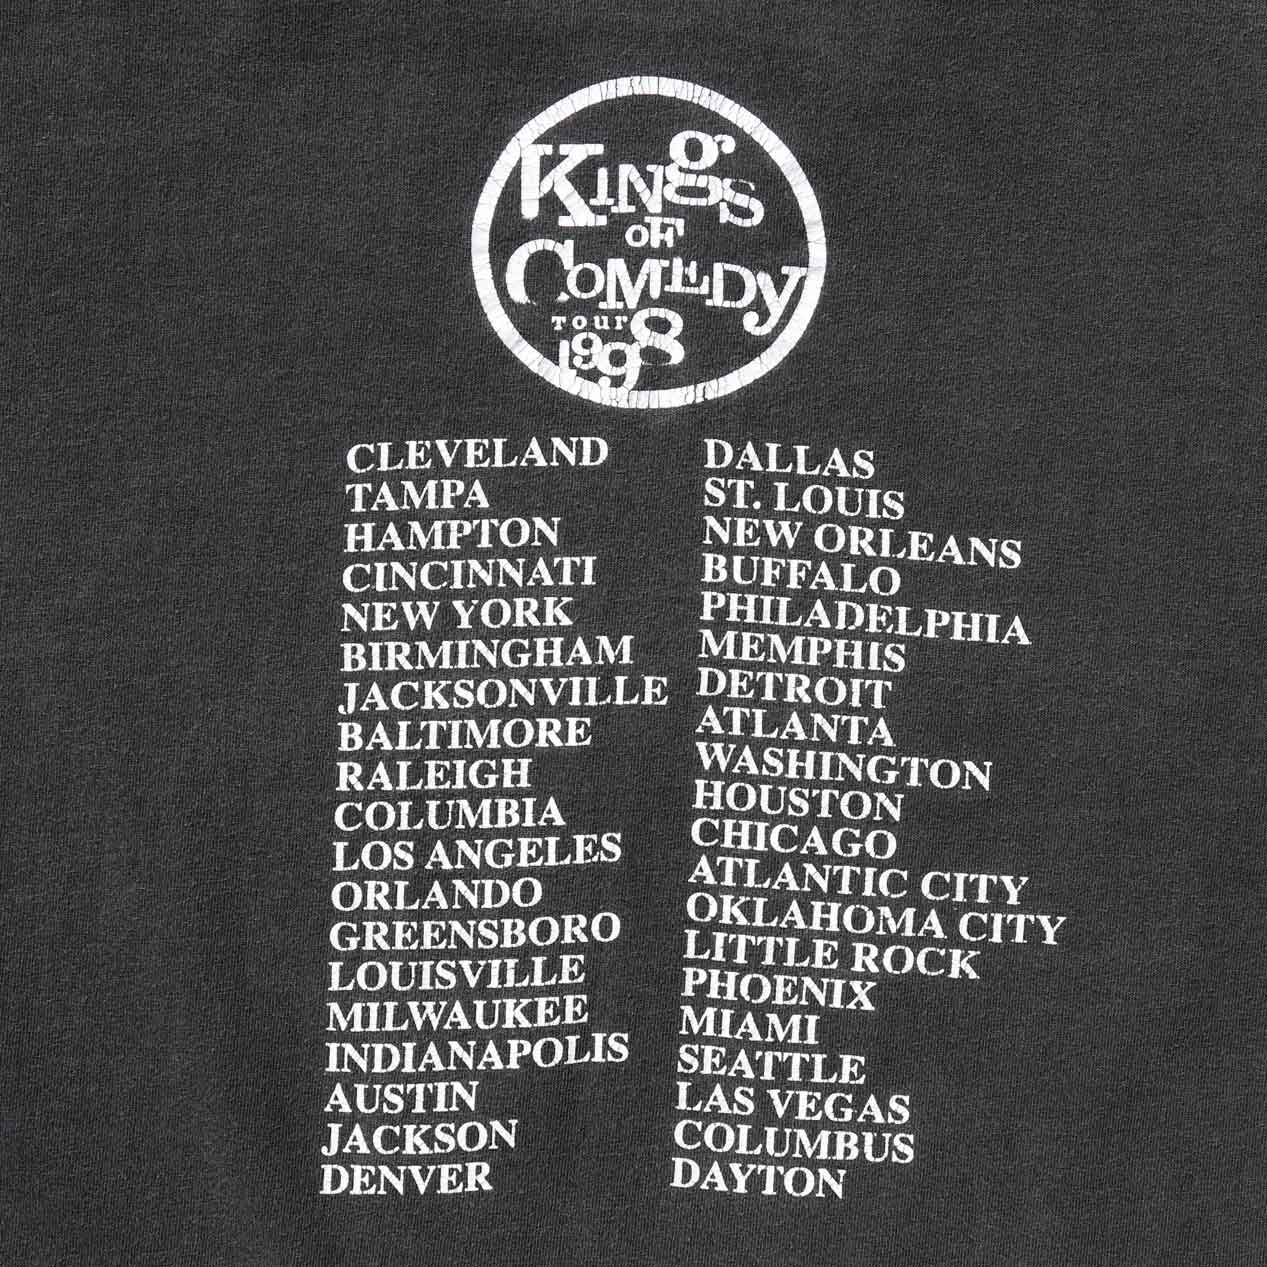 Kings
OF
COMEDY
TOUR
1998
CLEVELAND
TAMPA
HAMPTON
CINCINNATI
NEW YORK
BIRMINGHAM
JACKSONVILLE
BALTIMORE
RALEIGH
COLUMBIA
LOS ANGELES
ORLANDO
GREENSBORO
LOUISVILLE
MILWAUKEE
INDIANAPOLIS
AUSTIN
JACKSON
DENVER
DALLAS
ST. LOUIS
NEW ORLEANS
BUFFALO
PHILADELPHIA
MEMPHIS
DETROIT
ATLANTA
WASHINGTON
HOUSTON
CHICAGO
ATLANTIC CITY
OKLAHOMA CITY
LITTLE ROCK
PHOENIX
MIAMI
SEATTLE
LAS VEGAS
COLUMBUS
DAYTON